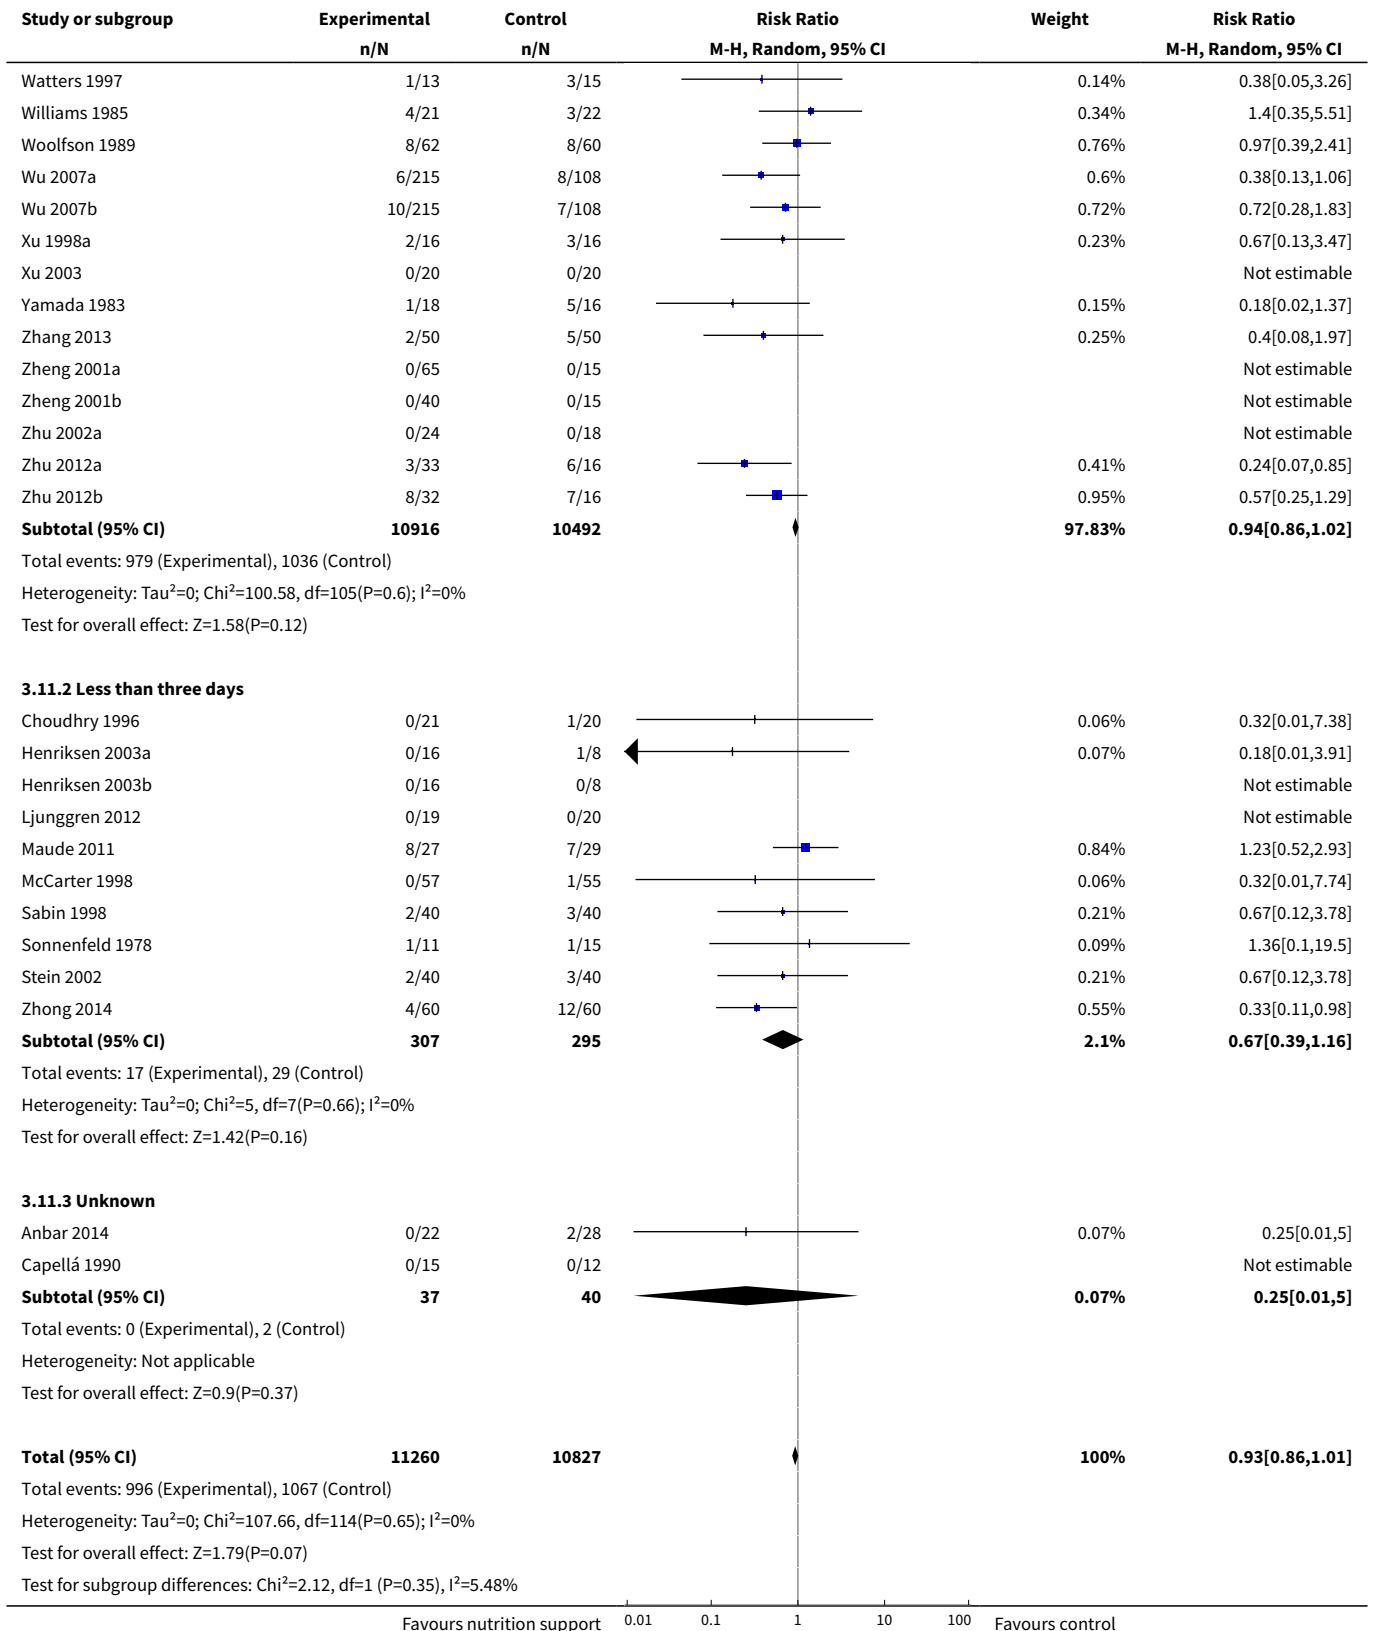 Study or subgroup Experimental Control Risk Ratio Weight Risk Ratio
n/N n/N M-H, Random, 95% CI M-H, Random, 95% CI
Watters 1997 1/13 3/15 0.14% 0.38[0.05,3.26]
Williams 1985 4/21 3/22 0.34% 1.4[0.35,5.51]
Woolfson 1989 8/62 8/60 0.76% 0.97[0.39,2.41]
Wu 2007a 6/215 8/108 0.6% 0.38[0.13,1.06]
Wu 2007b 10/215 7/108 0.72% 0.72[0.28,1.83]
Xu 1998a 2/16 3/16 0.23% 0.67[0.13,3.47]
Xu 2003 0/20 0/20 Not estimable
Yamada 1983 1/18 5/16 0.15% 0.18[0.02,1.37]
Zhang 2013 2/50 5/50 0.25% 0.4[0.08,1.97]
Zheng 2001a 0/65 0/15 Not estimable
Zheng 2001b 0/40 0/15 Not estimable
Zhu 2002a 0/24 0/18 Not estimable
Zhu 2012a 3/33 6/16 0.41% 0.24[0.07,0.85]
Zhu 2012b 8/32 7/16 0.95% 0.57[0.25,1.29]
Subtotal (95% CI) 10916 10492 97.83% 0.94[0.86,1.02]
Total events: 979 (Experimental), 1036 (Control)
Heterogeneity: Tau²=0; Chi²=100.58, df=105(P=0.6); I²=0%
Test for overall effect: Z=1.58(P=0.12)
3.11.2 Less than three days
Choudhry 1996 0/21 1/20 0.06% 0.32[0.01,7.38]
Henriksen 2003a 0/16 1/8 0.07% 0.18[0.01,3.91]
Henriksen 2003b 0/16 0/8 Not estimable
Ljunggren 2012 0/19 0/20 Not estimable
Maude 2011 8/27 7/29 0.84% 1.23[0.52,2.93]
McCarter 1998 0/57 1/55 0.06% 0.32[0.01,7.74]
Sabin 1998 2/40 3/40 0.21% 0.67[0.12,3.78]
Sonnenfeld 1978 1/11 1/15 0.09% 1.36[0.1,19.5]
Stein 2002 2/40 3/40 0.21% 0.67[0.12,3.78]
Zhong 2014 4/60 12/60 0.55% 0.33[0.11,0.98]
Subtotal (95% CI) 307 295 2.1% 0.67[0.39,1.16]
Total events: 17 (Experimental), 29 (Control)
Heterogeneity: Tau²=0; Chi²=5, df=7(P=0.66); I²=0%
Test for overall effect: Z=1.42(P=0.16)
3.11.3 Unknown
Anbar 2014 0/22 2/28 0.07% 0.25[0.01,5]
Capellá 1990 0/15 0/12 Not estimable
Subtotal (95% CI) 37 40 0.07% 0.25[0.01,5]
Total events: 0 (Experimental), 2 (Control)
Heterogeneity: Not applicable
Test for overall effect: Z=0.9(P=0.37)
Total (95% CI) 11260 10827 100% 0.93[0.86,1.01]
Total events: 996 (Experimental), 1067 (Control)
Heterogeneity: Tau²=0; Chi²=107.66, df=114(P=0.65); I²=0%
Test for overall effect: Z=1.79(P=0.07)
Test for subgroup differences: Chi²=2.12, df=1 (P=0.35), I²=5.48%
Favours nutrition support 0.01 0.1 1 10 100 Favours control